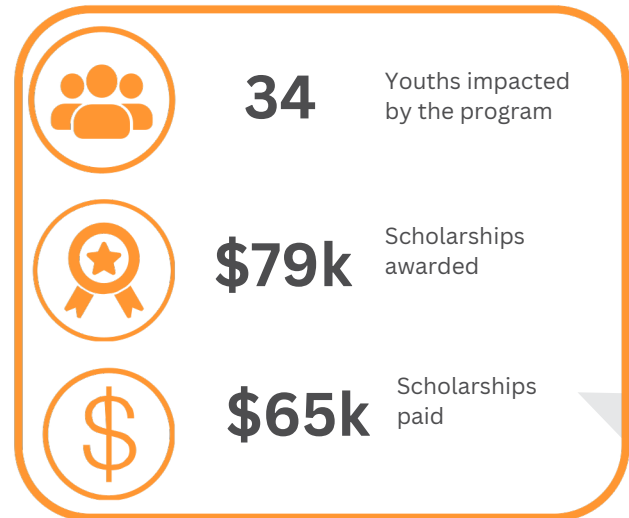 34
Youths impacted
by the program
$79k
Scholarships
awarded
$65k
Scholarships
paid